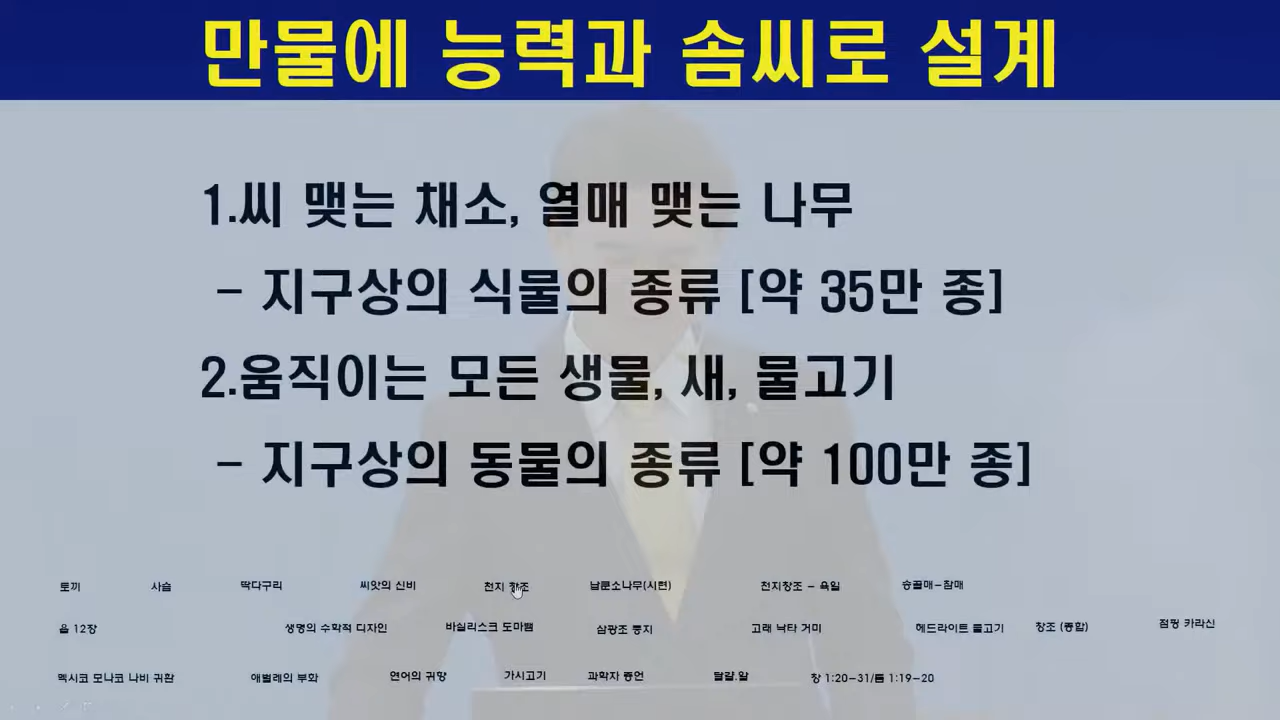 만물에 능력과 솜씨로 설계
1.씨 맺는 채소, 열매 맺는 나무
- 지구상의 식물의 종류 [약 35만 종]
2.움직이는 모든 생물, 새, 물고기
- 지구상의 동물의 종류 [약 100만 종]
토끼 사슴 딱다구리 씨앗의 신비 천지 창조 남문소나무(시현) 천지창조 - 욕일 송골매-참매
욥 12장 생명의 수학적 디자인 바실리스크 도마뱀 삼광조 둥지 고래 낙타 거미 헤드라이트 물고기 창조 (종합) 점핑 카라신
멕시코 모나코 나비 귀환 애벌레의 부화 연어의 귀향 가시고기 과학자 증언 달걀.알 창 1:20-31/롬 1:19-20